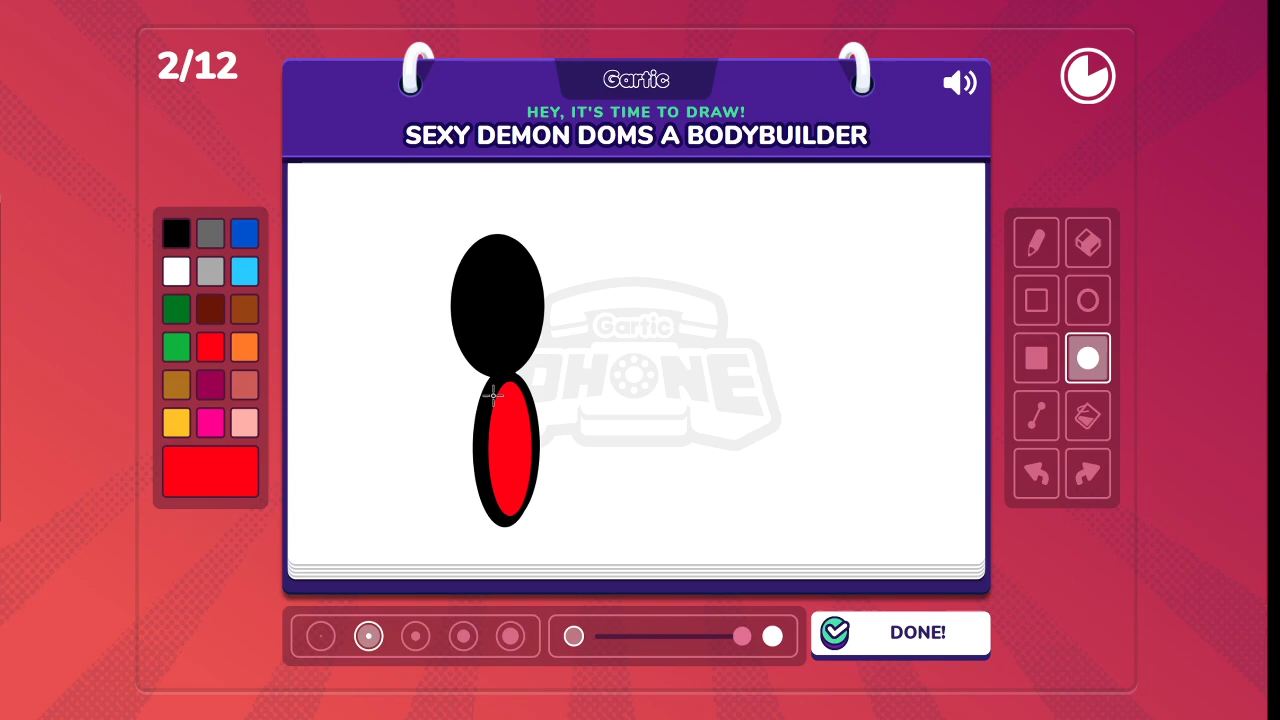 2/12
Gartic
HEY, IT'S TIME TO DRAW!
SEXY DEMON DOMS A BODYBUILDER
Gartic
PHONE
DONE!